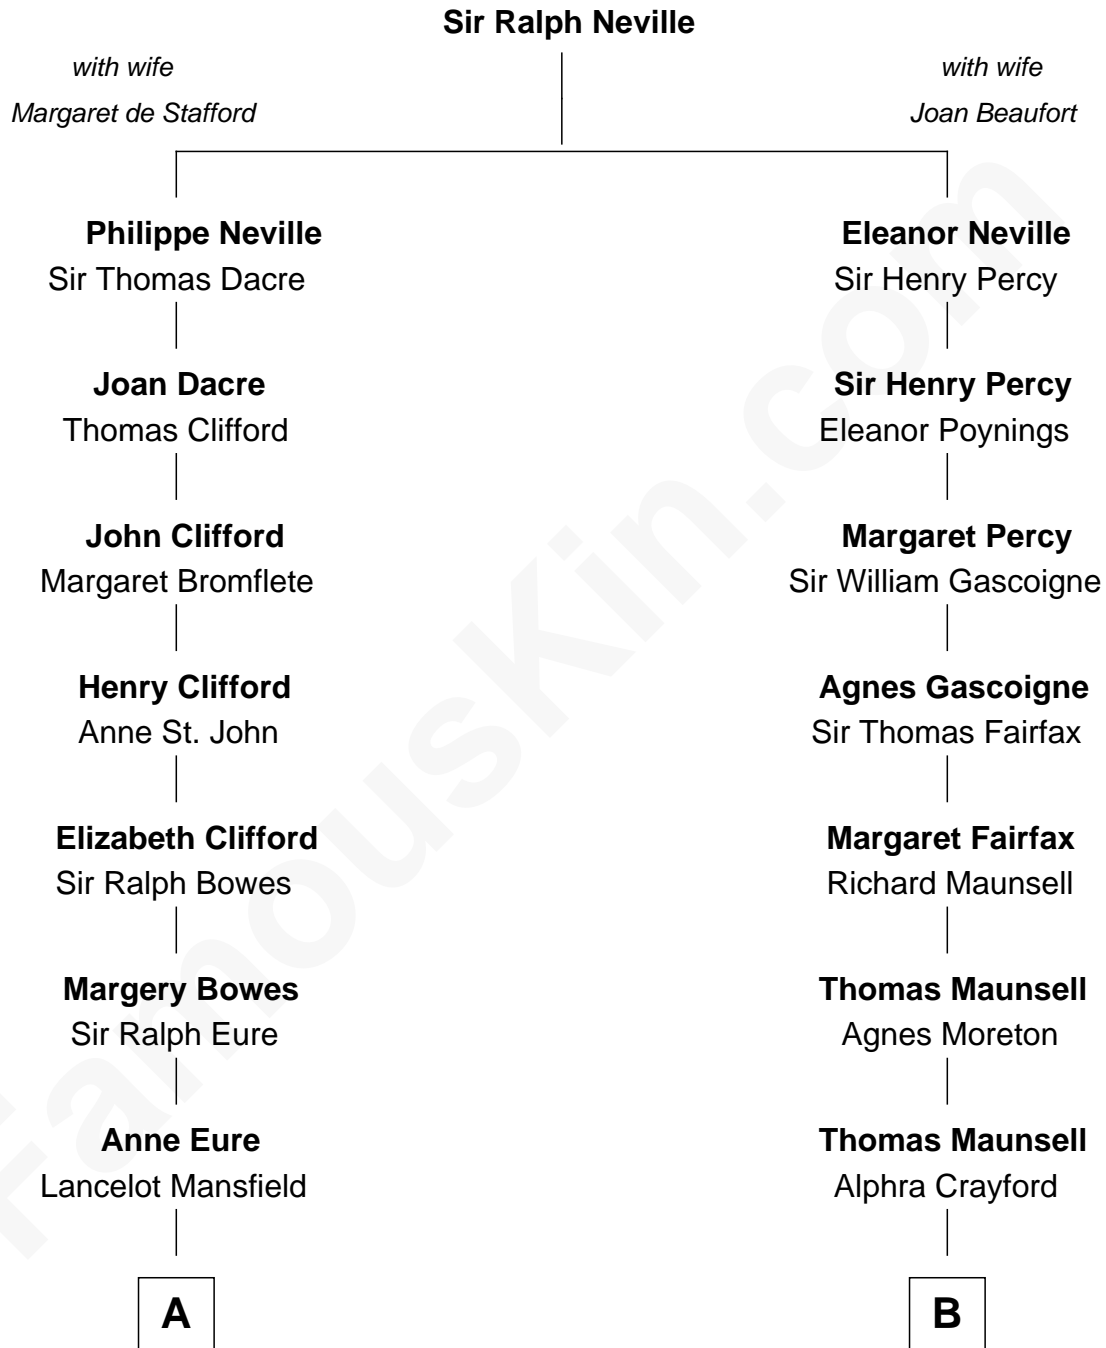 Sir Ralph Neville
with wife
Margaret de Stafford
with wife
Joan Beaufort
Philippe Neville
Sir Thomas Dacre
Eleanor Neville
Sir Henry Percy
Joan Dacre
Thomas Clifford
Sir Henry Percy
Eleanor Poynings
John Clifford
Margaret Bromflete
Margaret Percy
Sir William Gascoigne
Henry Clifford
Anne St. John
Agnes Gascoigne
Sir Thomas Fairfax
Elizabeth Clifford
Sir Ralph Bowes
Margaret Fairfax
Richard Maunsell
Margery Bowes
Sir Ralph Eure
Thomas Maunsell
Agnes Moreton
Anne Eure
Lancelot Mansfield
Thomas Maunsell
Alphra Crayford
A
B
FamousKin.com